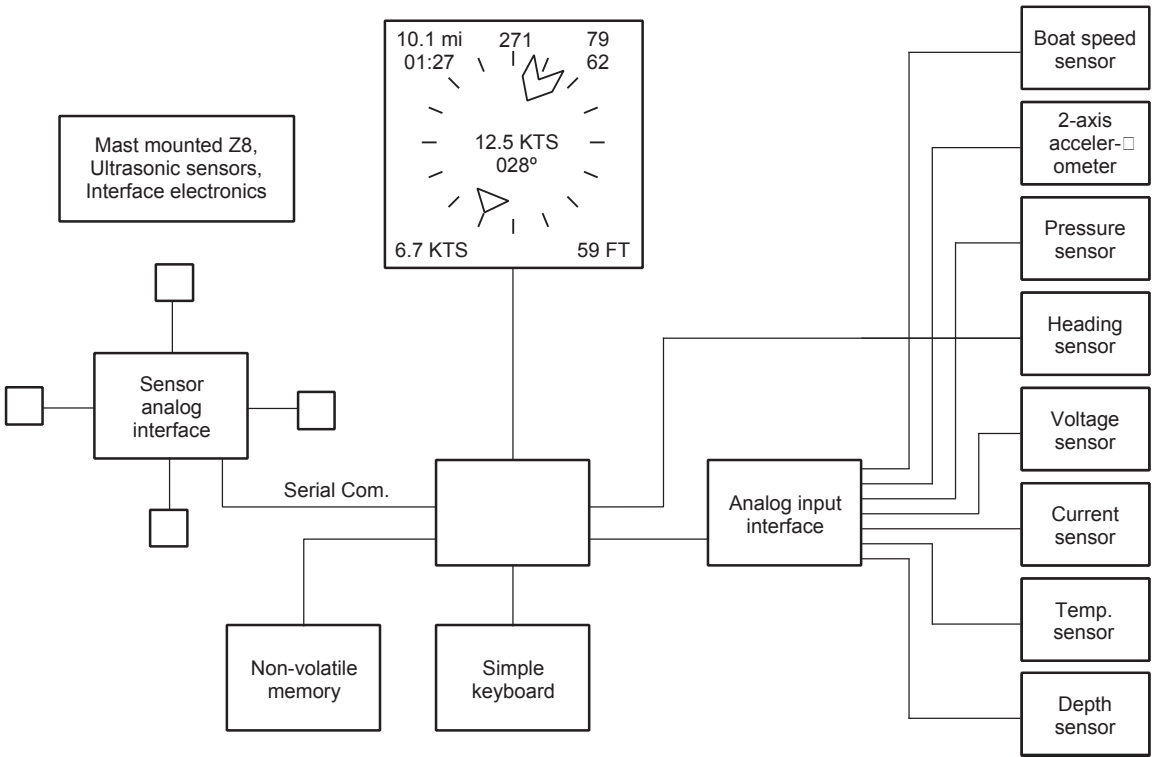 10.1 mi
01:27
271
79
62
12.5 KTS
028º
6.7 KTS
59 FT
Mast mounted Z8,
Ultrasonic sensors,
Interface electronics
Sensor
analog
interface
Serial Com.
Non-volatile
memory
Simple
keyboard
Analog input
interface
Boat speed
sensor
2-axis
acceler-□
ometer
Pressure
sensor
Heading
sensor
Voltage
sensor
Current
sensor
Temp.
sensor
Depth
sensor